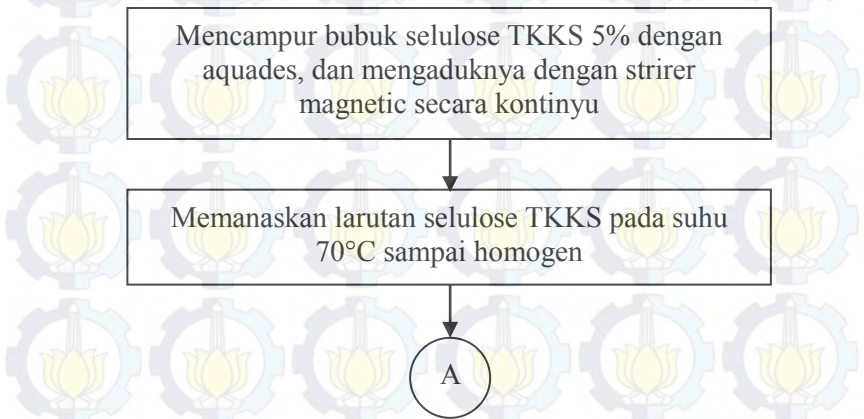 Mencampur bubuk selulose TKKS 5% dengan
aquades, dan mengaduknya dengan strirer
magnetic secara kontinyu
Memanaskan larutan selulose TKKS pada suhu
70°C sampai homogen
A